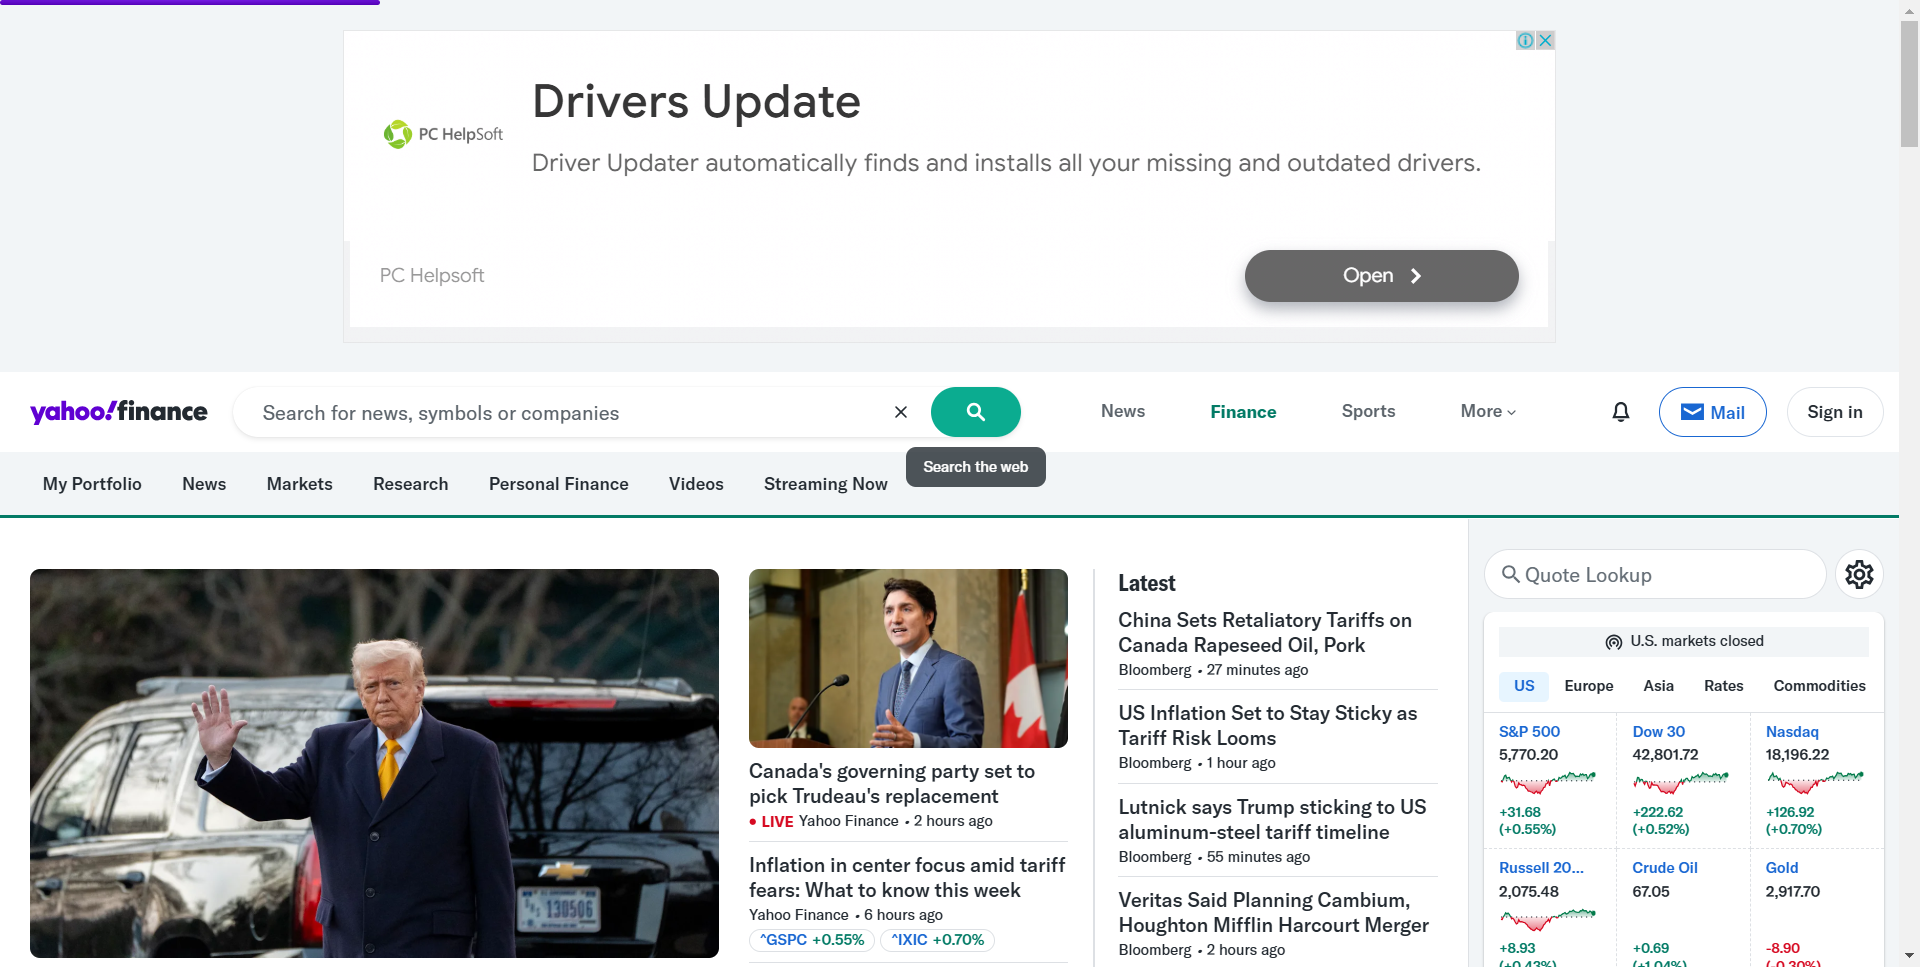 Drivers Update
PC HelpSoft
Driver Updater automatically finds and installs all your missing and outdated drivers.
PC Helpsoft
Open
yahoo!finance
Search for news, symbols or companies
News
Finance
Sports
More
Mail
Sign in
Search the web
My Portfolio
News
Markets
Research
Personal Finance
Videos
Streaming Now
130506
Canada's governing party set to
pick Trudeau's replacement
• LIVE Yahoo Finance • 2 hours ago
Inflation in center focus amid tariff
fears: What to know this week
Yahoo Finance • 6 hours ago
^GSPC +0.55%
^IXIC +0.70%
Latest
China Sets Retaliatory Tariffs on
Canada Rapeseed Oil, Pork
Bloomberg • 27 minutes ago
US Inflation Set to Stay Sticky as
Tariff Risk Looms
Bloomberg • 1 hour ago
Lutnick says Trump sticking to US
aluminum-steel tariff timeline
Bloomberg • 55 minutes ago
Veritas Said Planning Cambium,
Houghton Mifflin Harcourt Merger
Bloomberg • 2 hours ago
Quote Lookup
U.S. markets closed
US
Europe
Asia
Rates
Commodities
S&P 500
5,770.20
+31.68
(+0.55%)
Dow 30
42,801.72
+222.62
(+0.52%)
Nasdaq
18,196.22
+126.92
(+0.70%)
Russell 20...
2,075.48
+8.93
(+0.43%)
Crude Oil
67.05
+0.69
(+1.04%)
Gold
2,917.70
-8.90
(-0.30%)